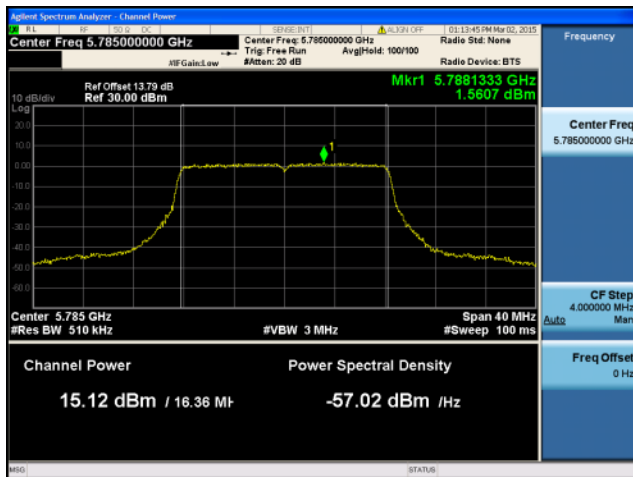 Agilent Spectrum Analyzer - Channel Power
RL RF 50 Ω DC SENSE:INT ALIGN OFF 01:13:45 PM Mar 02, 2015
Center Freq 5.785000000 GHz Center Freq: 5.785000000 GHz Radio Std: None
Trig: Free Run Avg|Hold: 100/100
#IFGain:Low #Atten: 20 dB Radio Device: BTS
Ref Offset 13.79 dB Mkr1 5.7881333 GHz
10 dB/div Ref 30.00 dBm 1.5607 dBm
Log
20.0
10.0
1
0.00
-10.0
-20.0
-30.0
-40.0
-50.0
-60.0
Center 5.785 GHz Span 40 MHz
#Res BW 510 kHz #VBW 3 MHz #Sweep 100 ms
Channel Power Power Spectral Density
15.12 dBm / 16.36 MH -57.02 dBm /Hz
MSG STATUS
Frequency
Center Freq
5.785000000 GHz
CF Step
4.000000 MHz
Auto Man
Freq Offset
0 Hz